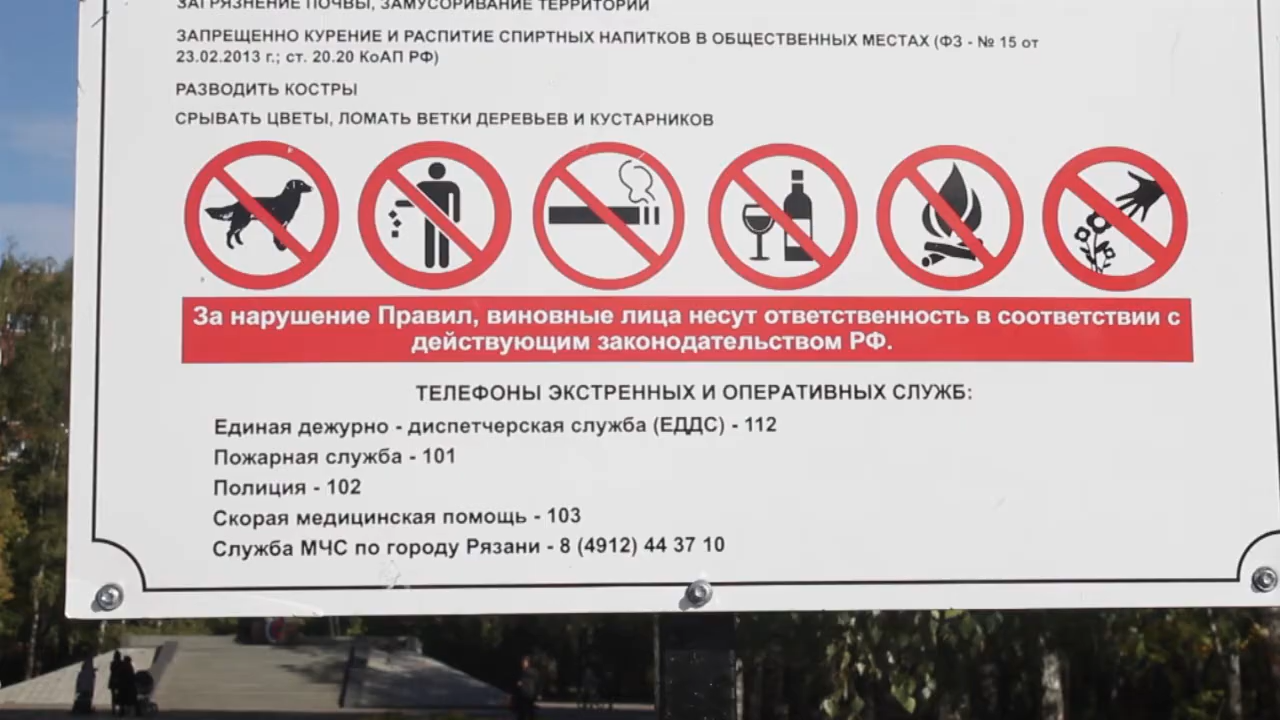 ЗАГРЯЗНЕНИЕ ПОЧВЫ, ЗАМУСОРИВАНИЕ ТЕРРИТОРИИ
ЗАПРЕЩЕННО КУРЕНИЕ И РАСПИТИЕ СПИРТНЫХ НАПИТКОВ В ОБЩЕСТВЕННЫХ МЕСТАХ (ФЗ - № 15 от
23.02.2013 г.; ст. 20.20 КоАП РФ)
РАЗВОДИТЬ КОСТРЫ
СРЫВАТЬ ЦВЕТЫ, ЛОМАТЬ ВЕТКИ ДЕРЕВЬЕВ И КУСТАРНИКОВ
За нарушение Правил, виновные лица несут ответственность в соответствии с
действующим законодательством РФ.
ТЕЛЕФОНЫ ЭКСТРЕННЫХ И ОПЕРАТИВНЫХ СЛУЖБ:
Единая дежурно - диспетчерская служба (ЕДДС) - 112
Пожарная служба - 101
Полиция - 102
Скорая медицинская помощь - 103
Служба МЧС по городу Рязани - 8 (4912) 44 37 10